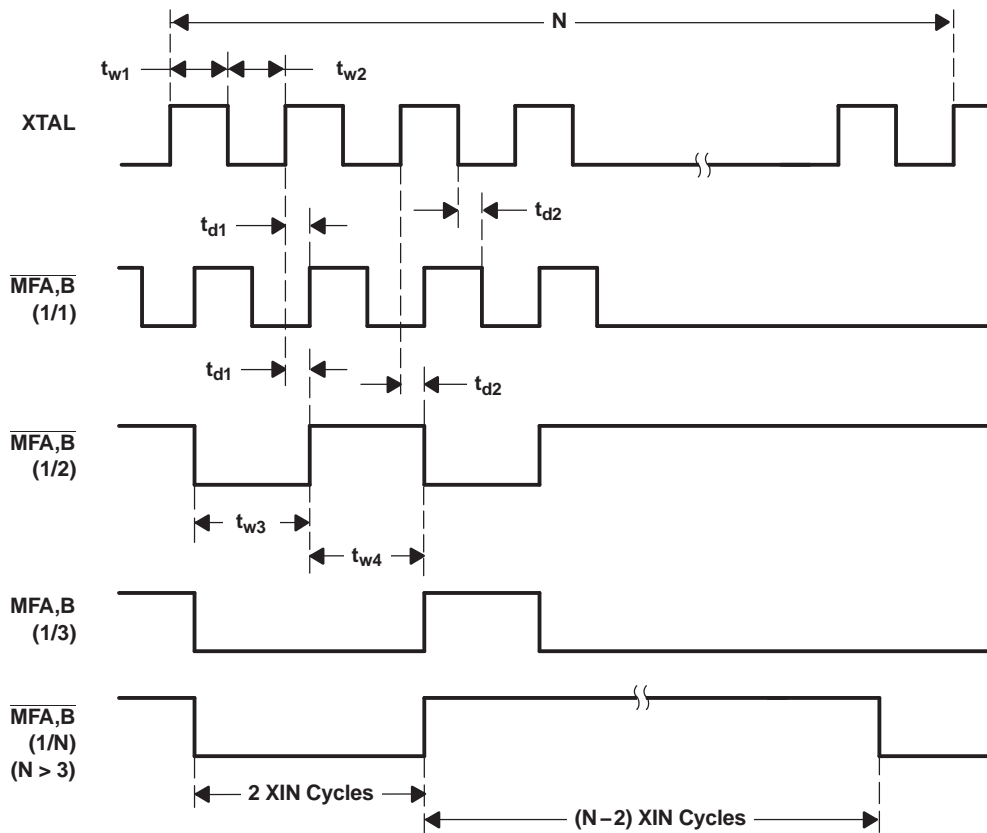 N
tw1
tw2
XTAL
td1
td2
MFA,B
(1/1)
td1
td2
MFA,B
(1/2)
tw3
tw4
MFA,B
(1/3)
MFA,B
(1/N)
(N > 3)
2 XIN Cycles
(N–2) XIN Cycles